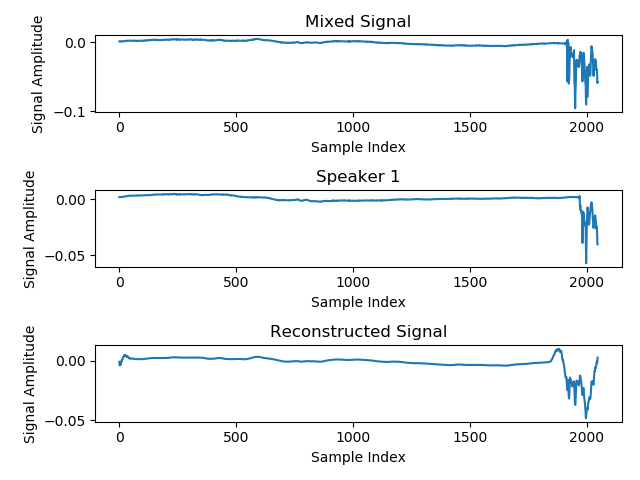 Mixed Signal
Signal Amplitude
0.0
−0.1
0 500 1000 1500 2000
Sample Index
Speaker 1
Signal Amplitude
0.00
−0.05
0 500 1000 1500 2000
Sample Index
Reconstructed Signal
Signal Amplitude
0.00
−0.05
0 500 1000 1500 2000
Sample Index